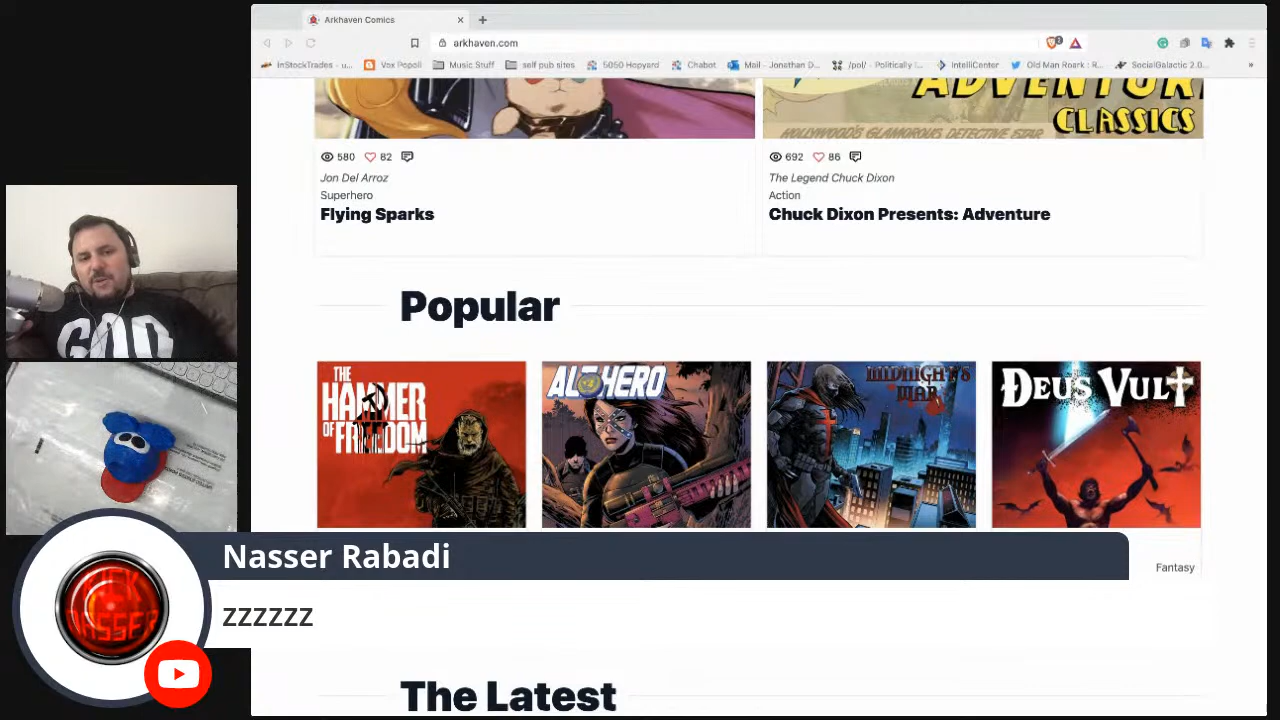 Arkhaven Comics
arkhaven.com
InStockTrades - u...
Vox Popoli
Music Stuff
self pub sites
5050 Hopyard
Chabot
Mail - Jonathan D...
/pol/ - Politically I...
IntelliCenter
Old Man Roark : R...
SocialGalactic 2.0...
»
ADVENTUR
HOLLYWOOD'S GLAMOROUS DETECTIVE STAR
CLASSICS
580
82
692
86
Jon Del Arroz
The Legend Chuck Dixon
Superhero
Action
Flying Sparks
Chuck Dixon Presents: Adventure
Popular
THE
HAMMER
OF FREEDOM
ALT★HERO
MIDNIGHT'S
WAR
DEUS VULT
GOD
Nasser Rabadi
Fantasy
zzzzzz
The Latest